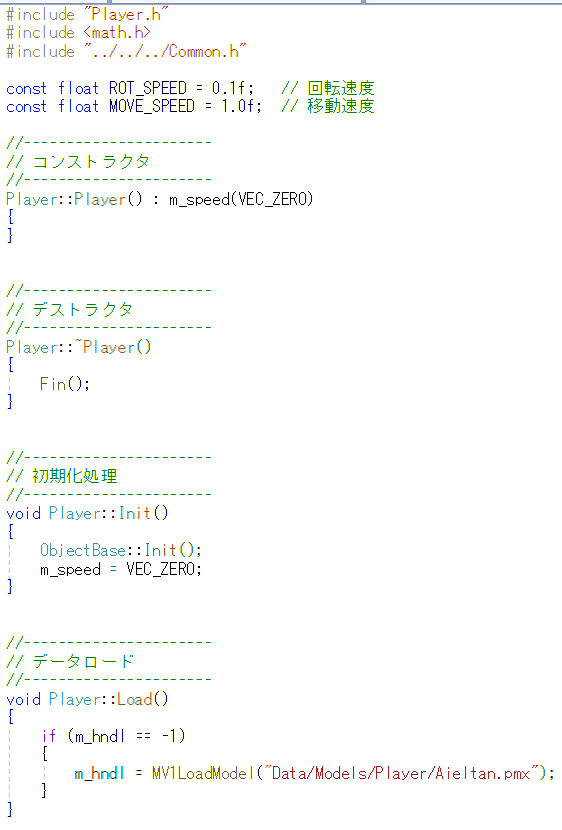 #include "Player.h"
#include <math.h>
#include "../../../Common.h"
const float ROT_SPEED = 0.1f;   // 回転速度
const float MOVE_SPEED = 1.0f;  // 移動速度
//----------------------
// コンストラクタ
//----------------------
Player::Player() : m_speed(VEC_ZERO)
{
}
//----------------------
// デストラクタ
//----------------------
Player::~Player()
{
    Fin();
}
//----------------------
// 初期化処理
//----------------------
void Player::Init()
{
    ObjectBase::Init();
    m_speed = VEC_ZERO;
}
//----------------------
// データロード
//----------------------
void Player::Load()
{
    if (m_hndl == -1)
    {
        m_hndl = MV1LoadModel("Data/Models/Player/Aieltan.pmx");
    }
}